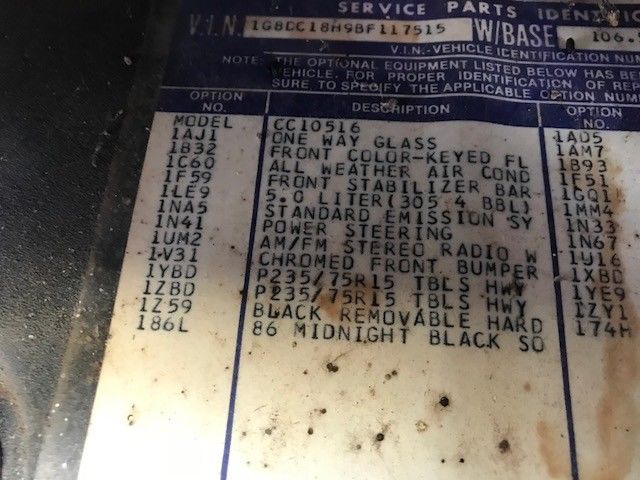 SERVICE PARTS
V.I.N. 1G8DC18H9BF117515 W/BASE 106.5
V.I.N.-VEHICLE IDENTIFICATION NUM
NOTE: THE OPTIONAL EQUIPMENT LISTED BELOW HAS BE
VEHICLE. FOR PROPER IDENTIFICATION OF REP
SURE TO SPECIFY THE APPLICABLE OPTION NUM
OPTION NO. DESCRIPTION OPTION NO.
MODEL CC10516
1AJ1 ONE WAY GLASS 1AD5
1B32 FRONT COLOR-KEYED FL 1AM7
1C60 ALL WEATHER AIR COND 1B93
1F59 FRONT STABILIZER BAR 1F51
1LE9 5.0 LITER(305 4 BBL) 1GQ1
1NA5 STANDARD EMISSION SY 1MM4
1N41 POWER STEERING 1N33
1UM2 AM/FM STEREO RADIO W 1N67
1V31 CHROMED FRONT BUMPER 1U16
1YBD P235/75R15 TBLS HWY 1XBD
1ZBD P235/75R15 TBLS HWY 1YE9
1Z59 BLACK REMOVABLE HARD 1ZY1
186L 86 MIDNIGHT BLACK SO 174H